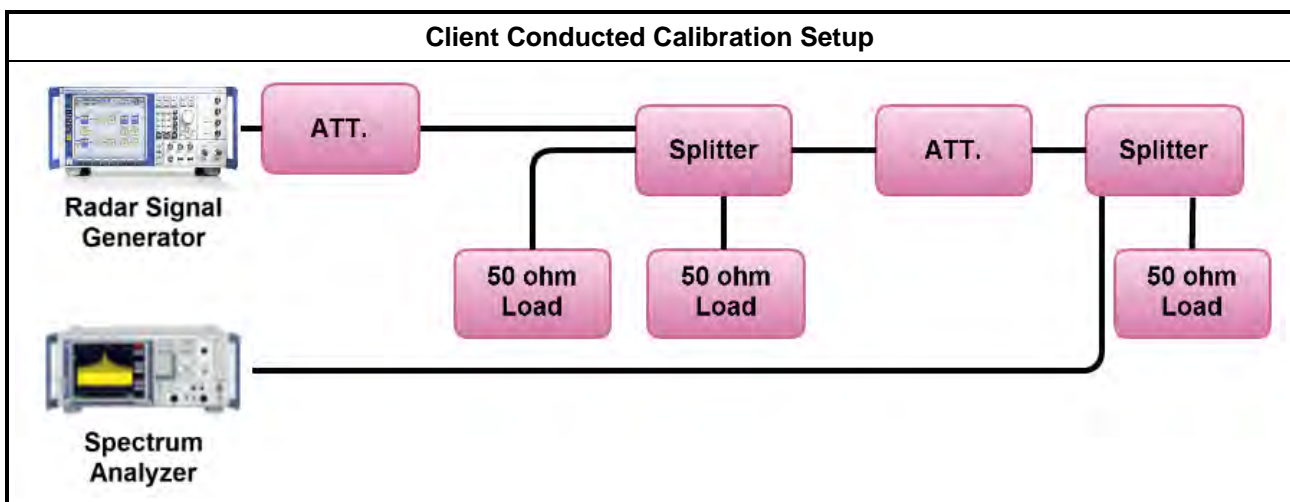 Client Conducted Calibration Setup
ATT.
Splitter
ATT.
Splitter
Radar Signal
Generator
50 ohm
Load
50 ohm
Load
50 ohm
Load
Spectrum
Analyzer